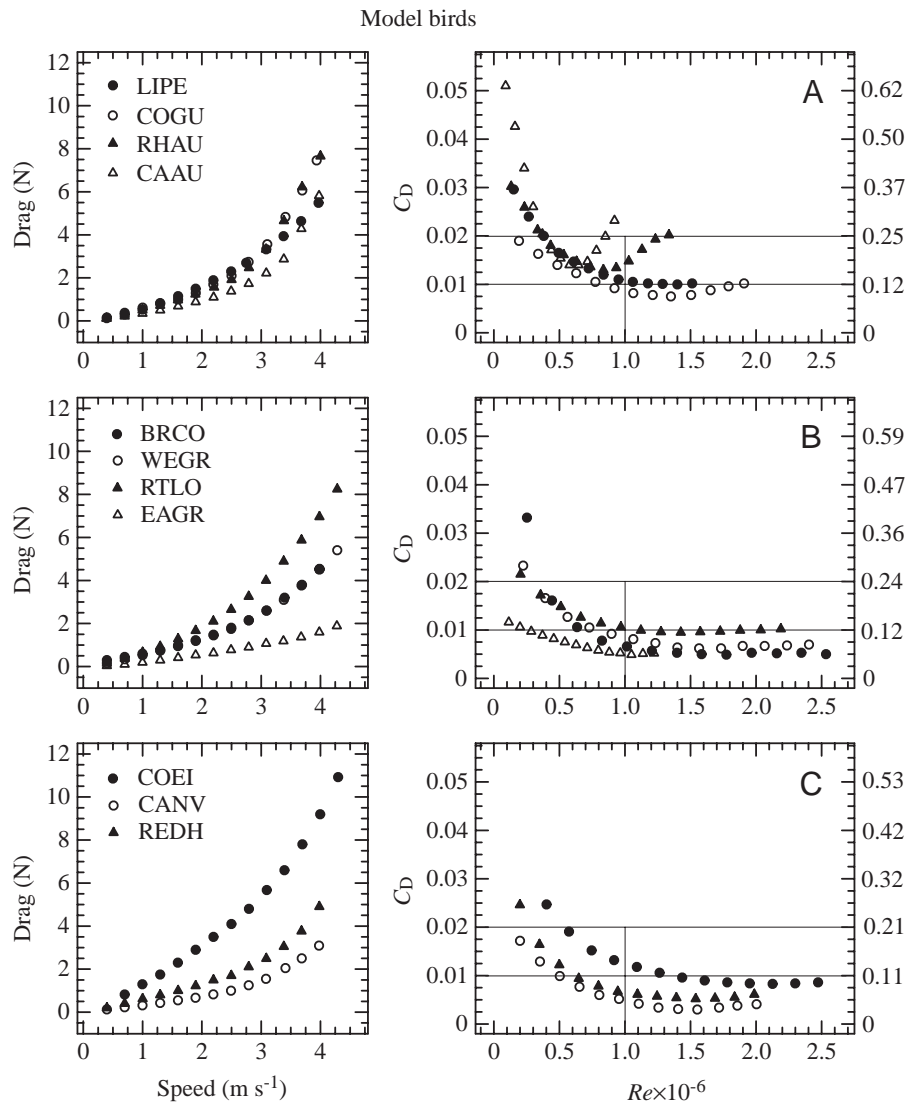 Model birds
12
10
8
6
4
2
0
Drag (N)
LIPE
COGU
RHAU
CAAU
0 1 2 3 4
0.05
0.04
0.03
0.02
0.01
0
C_D
A
0.62
0.50
0.37
0.25
0.12
0
0 0.5 1.0 1.5 2.0 2.5
12
10
8
6
4
2
0
Drag (N)
BRCO
WEGR
RTLO
EAGR
0 1 2 3 4
0.05
0.04
0.03
0.02
0.01
0
C_D
B
0.59
0.47
0.36
0.24
0.12
0
0 0.5 1.0 1.5 2.0 2.5
12
10
8
6
4
2
0
Drag (N)
COEI
CANV
REDH
0 1 2 3 4
Speed (m s⁻¹)
0.05
0.04
0.03
0.02
0.01
0
C_D
C
0.53
0.42
0.32
0.21
0.11
0
0 0.5 1.0 1.5 2.0 2.5
Re×10⁻⁶